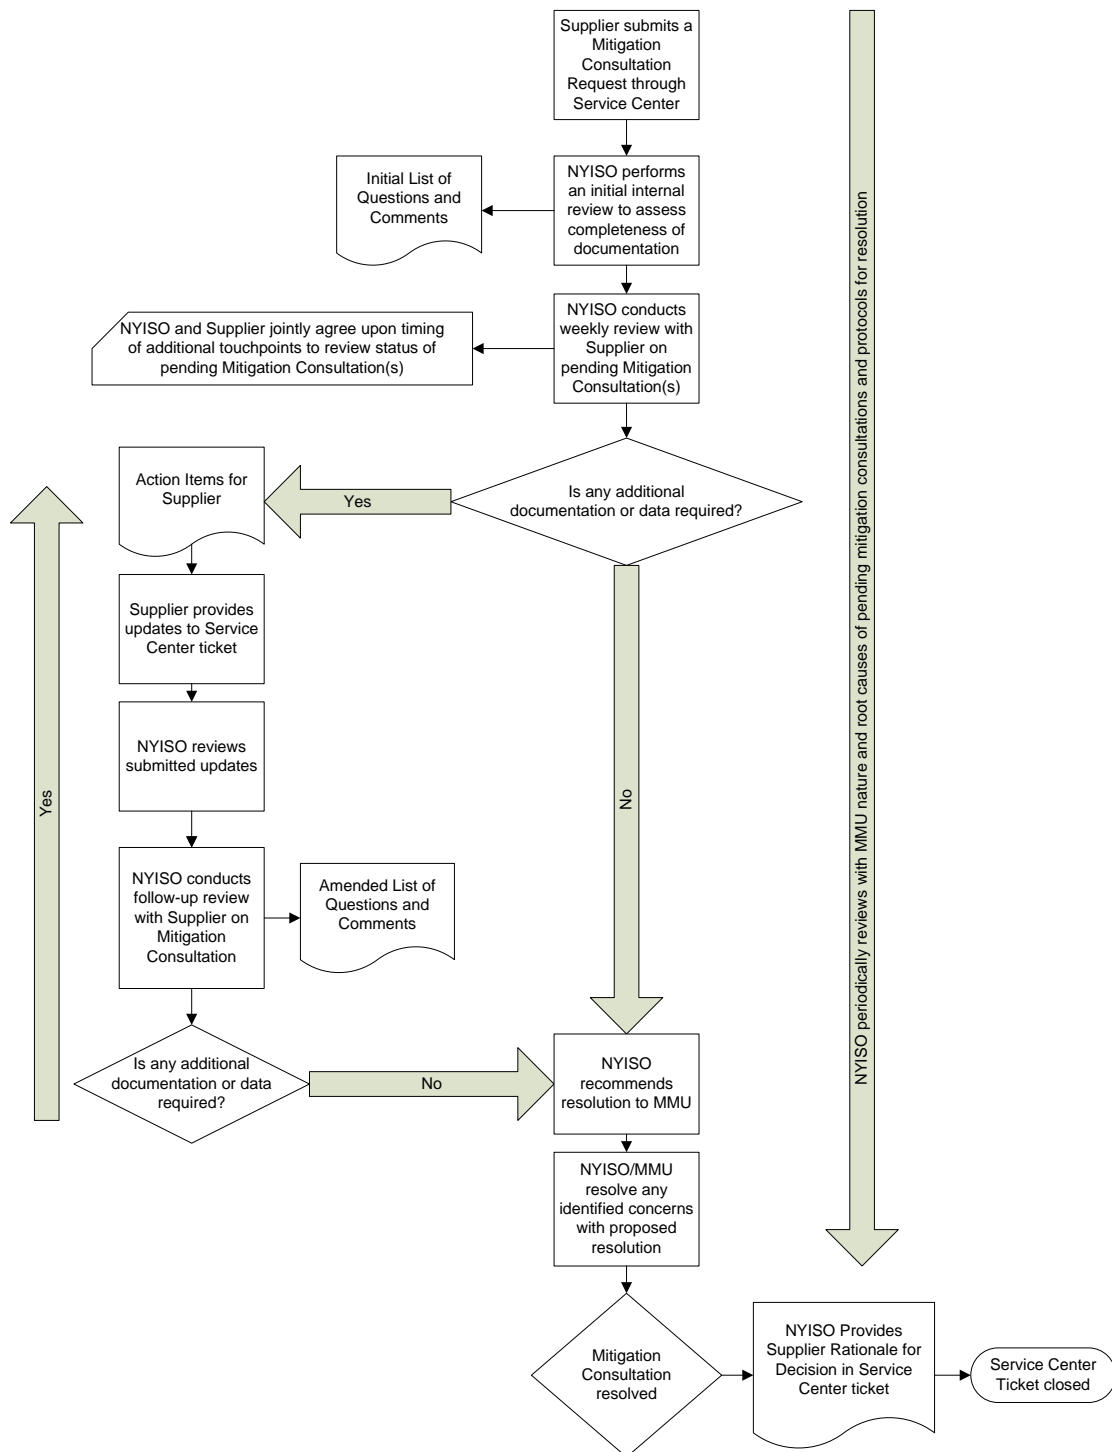 Supplier submits a
Mitigation
Consultation
Request through
Service Center
NYISO performs
an initial internal
review to assess
completeness of
documentation
Initial List of
Questions and
Comments
NYISO conducts
weekly review with
Supplier on
pending Mitigation
Consultation(s)
NYISO and Supplier jointly agree upon timing
of additional touchpoints to review status of
pending Mitigation Consultation(s)
Is any additional
documentation or data required?
Yes
Action Items for
Supplier
Supplier provides
updates to Service
Center ticket
NYISO reviews
submitted updates
NYISO conducts
follow-up review
with Supplier on
Mitigation
Consultation
Amended List of
Questions and
Comments
Is any additional
documentation or data
required?
Yes
No
No
NYISO
recommends
resolution to MMU
NYISO/MMU
resolve any
identified concerns
with proposed
resolution
Mitigation
Consultation
resolved
NYISO Provides
Supplier Rationale for
Decision in Service
Center ticket
Service Center
Ticket closed
NYISO periodically reviews with MMU nature and root causes of pending mitigation consultations and protocols for resolution